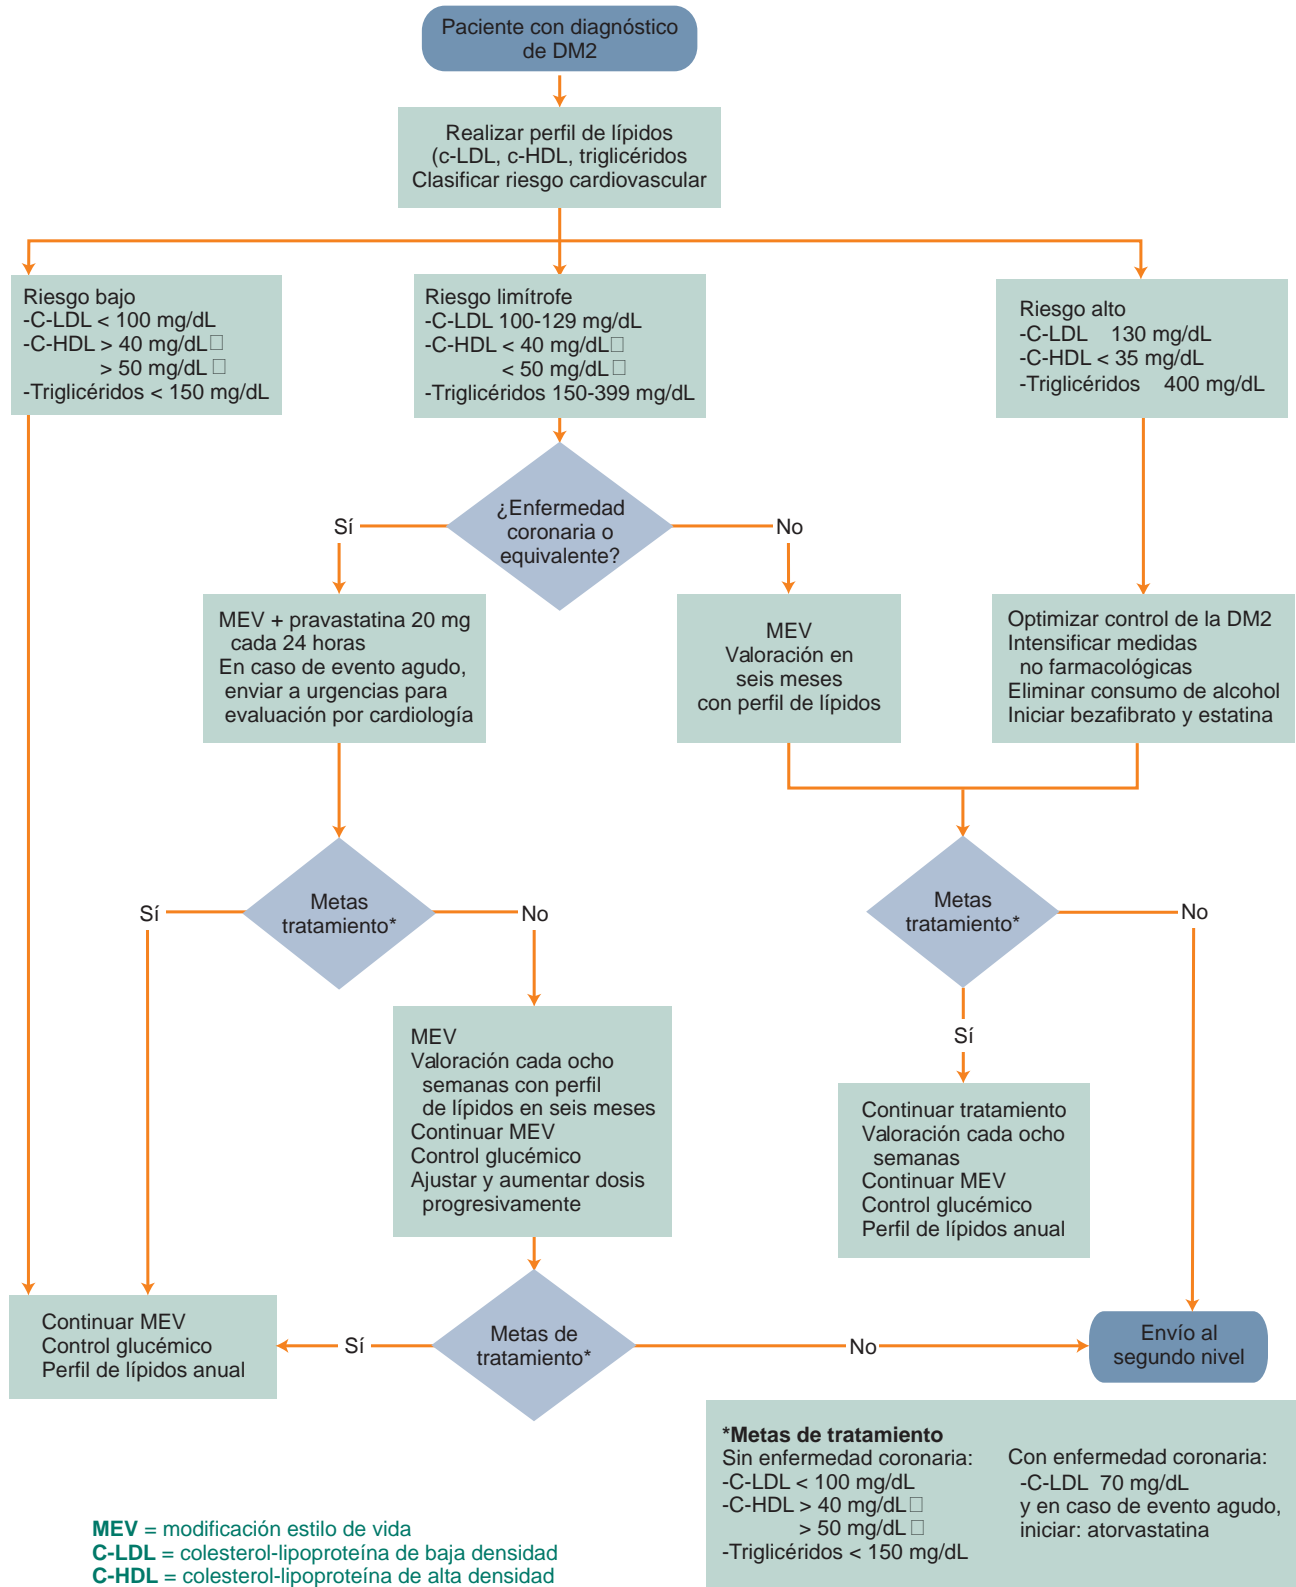 Paciente con diagnóstico
de DM2
Realizar perfil de lípidos
(c-LDL, c-HDL, triglicéridos
Clasificar riesgo cardiovascular
Riesgo bajo
-C-LDL < 100 mg/dL
-C-HDL > 40 mg/dL□
> 50 mg/dL □
-Triglicéridos < 150 mg/dL
Riesgo limítrofe
-C-LDL 100-129 mg/dL
-C-HDL < 40 mg/dL□
< 50 mg/dL□
-Triglicéridos 150-399 mg/dL
Riesgo alto
-C-LDL 130 mg/dL
-C-HDL < 35 mg/dL
-Triglicéridos 400 mg/dL
¿Enfermedad
coronaria o
equivalente?
Sí
No
MEV + pravastatina 20 mg
cada 24 horas
En caso de evento agudo,
enviar a urgencias para
evaluación por cardiología
MEV
Valoración en
seis meses
con perfil de lípidos
Optimizar control de la DM2
Intensificar medidas
no farmacológicas
Eliminar consumo de alcohol
Iniciar bezafibrato y estatina
Metas
tratamiento*
Sí
No
Metas
tratamiento*
No
Sí
MEV
Valoración cada ocho
semanas con perfil
de lípidos en seis meses
Continuar MEV
Control glucémico
Ajustar y aumentar dosis
progresivamente
Continuar tratamiento
Valoración cada ocho
semanas
Continuar MEV
Control glucémico
Perfil de lípidos anual
Continuar MEV
Control glucémico
Perfil de lípidos anual
Sí
Metas de
tratamiento*
No
Envío al
segundo nivel
*Metas de tratamiento
Sin enfermedad coronaria:
-C-LDL < 100 mg/dL
-C-HDL > 40 mg/dL□
> 50 mg/dL □
-Triglicéridos < 150 mg/dL
Con enfermedad coronaria:
-C-LDL 70 mg/dL
y en caso de evento agudo,
iniciar: atorvastatina
MEV = modificación estilo de vida
C-LDL = colesterol-lipoproteína de baja densidad
C-HDL = colesterol-lipoproteína de alta densidad